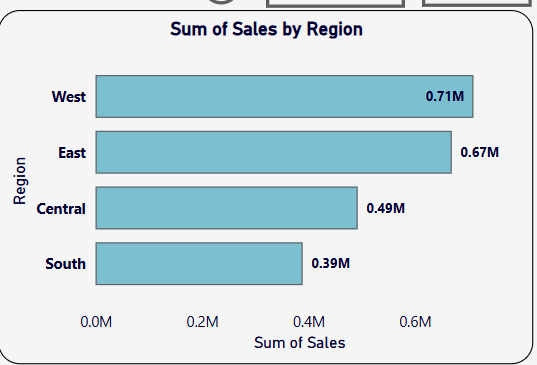 Sum of Sales by Region
West 0.71M
East 0.67M
Central 0.49M
South 0.39M
Region
0.0M 0.2M 0.4M 0.6M
Sum of Sales